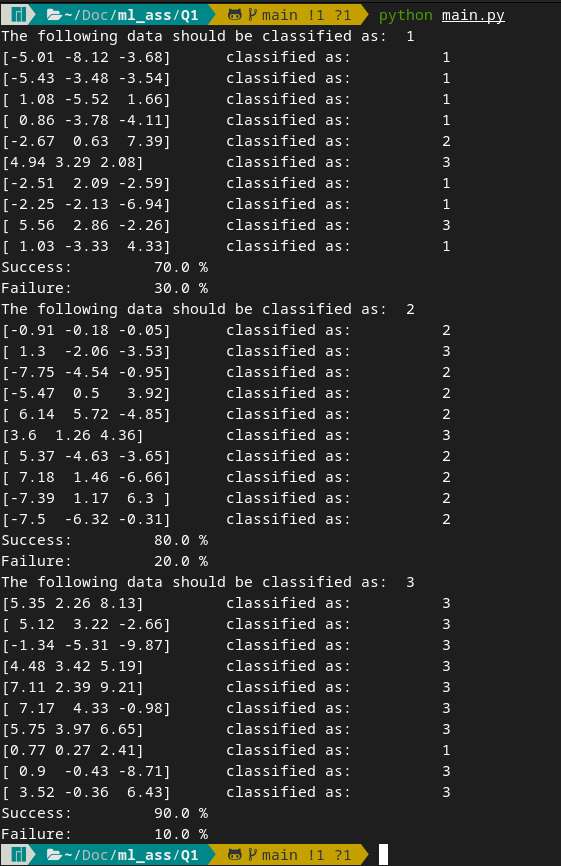 ~/Doc/ml_ass/Q1 main !1 ?1 python main.py
The following data should be classified as:  1
[-5.01 -8.12 -3.68]      classified as:          1
[-5.43 -3.48 -3.54]      classified as:          1
[ 1.08 -5.52  1.66]      classified as:          1
[ 0.86 -3.78 -4.11]      classified as:          1
[-2.67  0.63  7.39]      classified as:          2
[4.94 3.29 2.08]         classified as:          3
[-2.51  2.09 -2.59]      classified as:          1
[-2.25 -2.13 -6.94]      classified as:          1
[ 5.56  2.86 -2.26]      classified as:          3
[ 1.03 -3.33  4.33]      classified as:          1
Success:         70.0 %
Failure:         30.0 %
The following data should be classified as:  2
[-0.91 -0.18 -0.05]      classified as:          2
[ 1.3  -2.06 -3.53]      classified as:          3
[-7.75 -4.54 -0.95]      classified as:          2
[-5.47  0.5   3.92]      classified as:          2
[ 6.14  5.72 -4.85]      classified as:          2
[3.6  1.26 4.36]         classified as:          3
[ 5.37 -4.63 -3.65]      classified as:          2
[ 7.18  1.46 -6.66]      classified as:          2
[-7.39  1.17  6.3 ]      classified as:          2
[-7.5  -6.32 -0.31]      classified as:          2
Success:         80.0 %
Failure:         20.0 %
The following data should be classified as:  3
[5.35 2.26 8.13]         classified as:          3
[ 5.12  3.22 -2.66]      classified as:          3
[-1.34 -5.31 -9.87]      classified as:          3
[4.48 3.42 5.19]         classified as:          3
[7.11 2.39 9.21]         classified as:          3
[ 7.17  4.33 -0.98]      classified as:          3
[5.75 3.97 6.65]         classified as:          3
[0.77 0.27 2.41]         classified as:          1
[ 0.9  -0.43 -8.71]      classified as:          3
[ 3.52 -0.36  6.43]      classified as:          3
Success:         90.0 %
Failure:         10.0 %
~/Doc/ml_ass/Q1 main !1 ?1